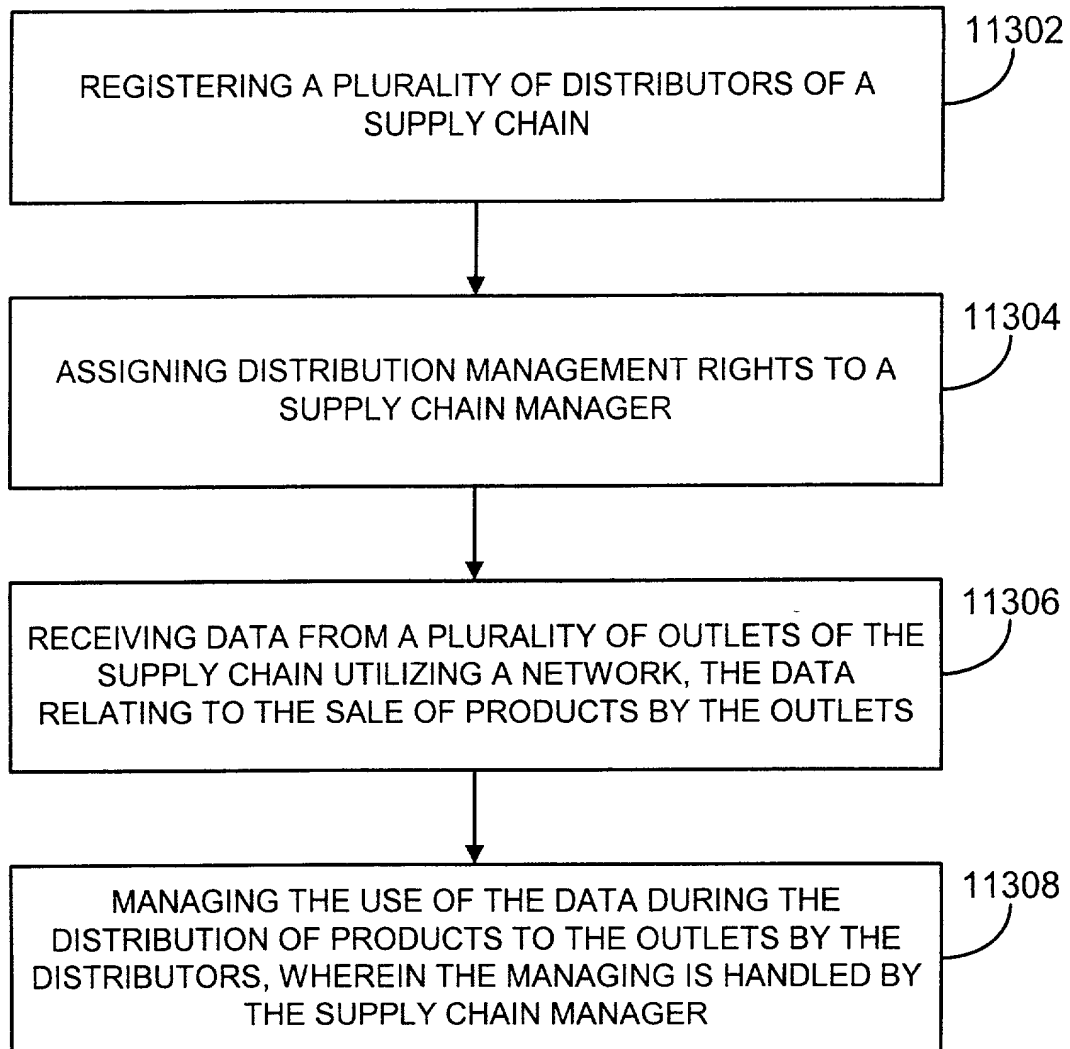 11302
REGISTERING A PLURALITY OF DISTRIBUTORS OF A
SUPPLY CHAIN
11304
ASSIGNING DISTRIBUTION MANAGEMENT RIGHTS TO A
SUPPLY CHAIN MANAGER
11306
RECEIVING DATA FROM A PLURALITY OF OUTLETS OF THE
SUPPLY CHAIN UTILIZING A NETWORK, THE DATA
RELATING TO THE SALE OF PRODUCTS BY THE OUTLETS
11308
MANAGING THE USE OF THE DATA DURING THE
DISTRIBUTION OF PRODUCTS TO THE OUTLETS BY THE
DISTRIBUTORS, WHEREIN THE MANAGING IS HANDLED BY
THE SUPPLY CHAIN MANAGER